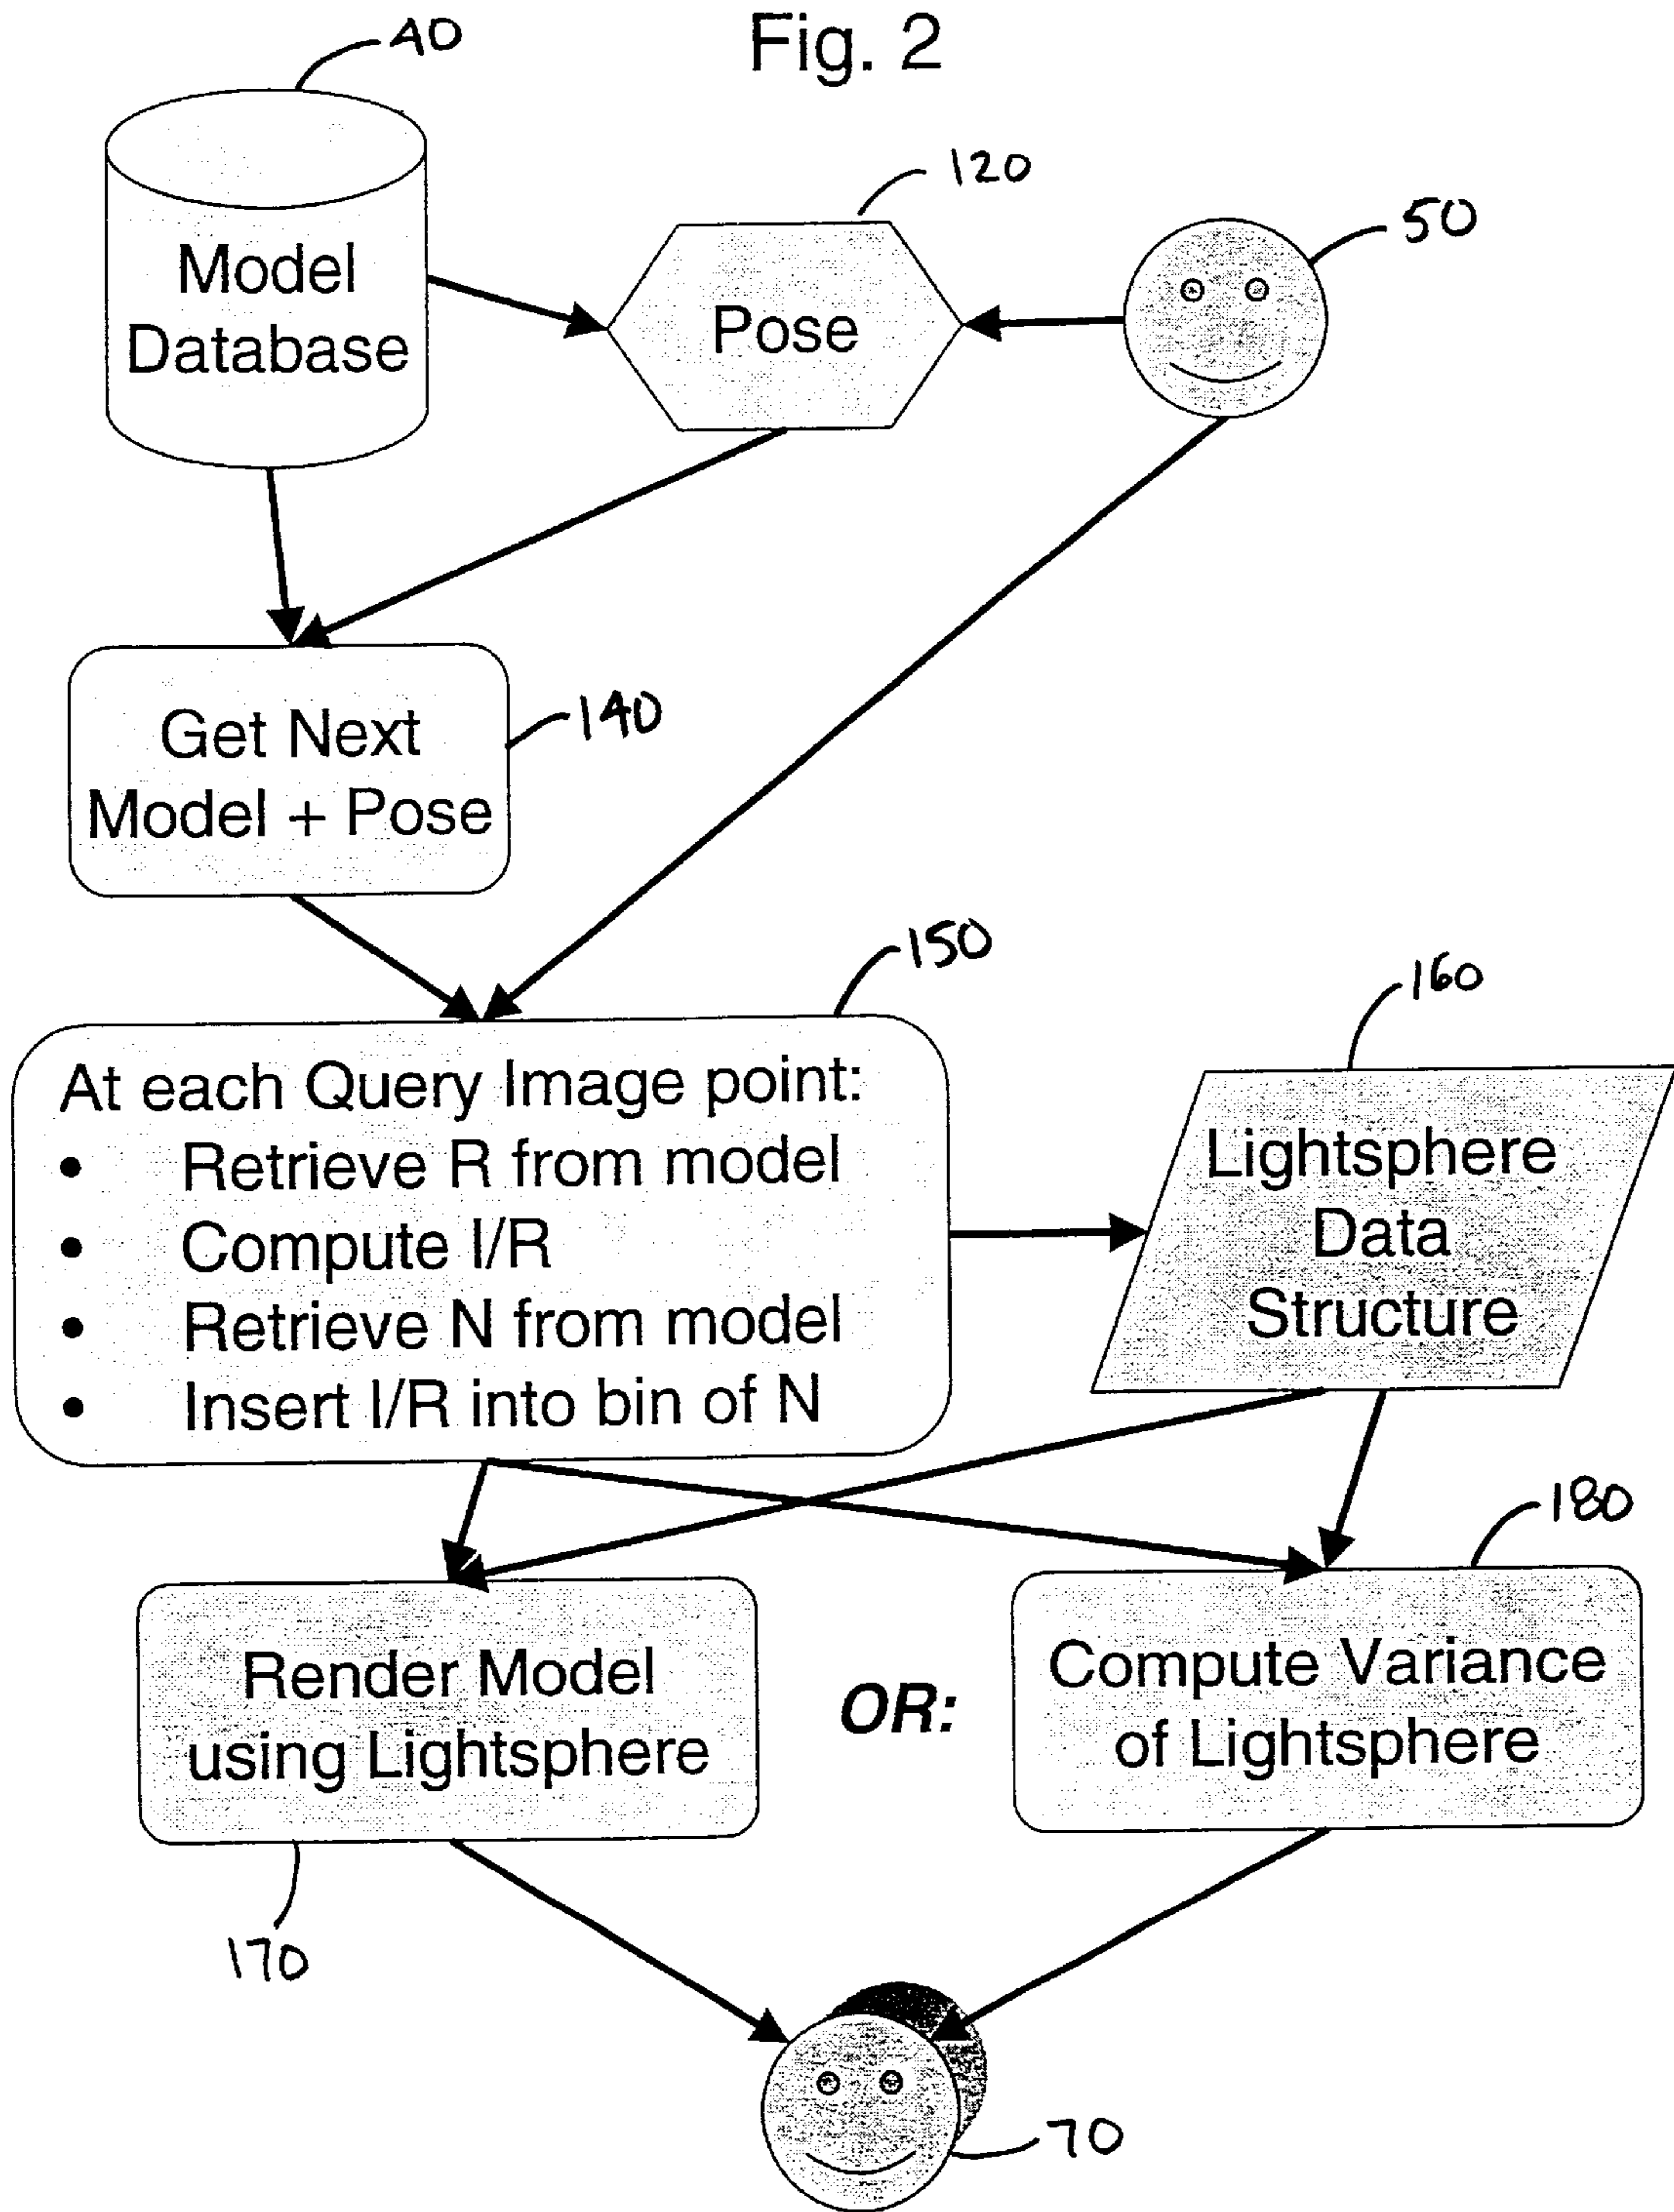 Fig. 2
40
120
50
Model
Database
Pose
140
Get Next
Model + Pose
150
160
At each Query Image point:
• Retrieve R from model
• Compute I/R
• Retrieve N from model
• Insert I/R into bin of N
Lightsphere
Data
Structure
180
Render Model
using Lightsphere
OR:
Compute Variance
of Lightsphere
170
70